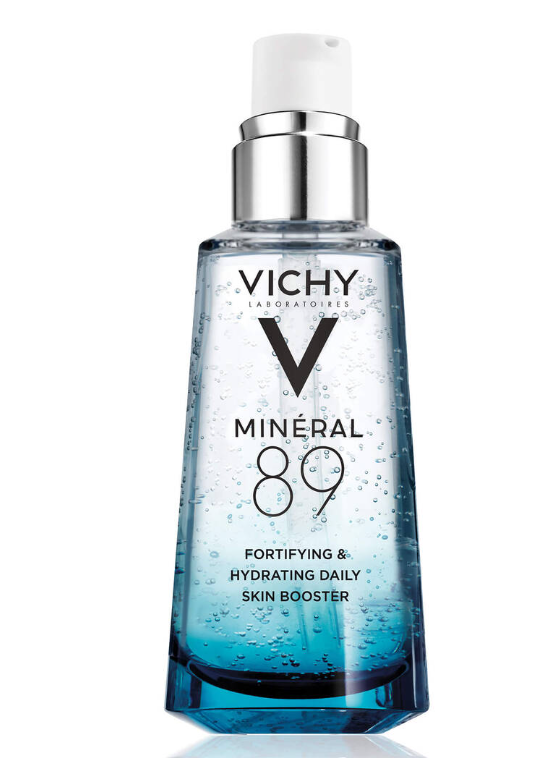 VICHY
LABORATOIRES
V
MINÉRAL
89
FORTIFYING &
HYDRATING DAILY
SKIN BOOSTER